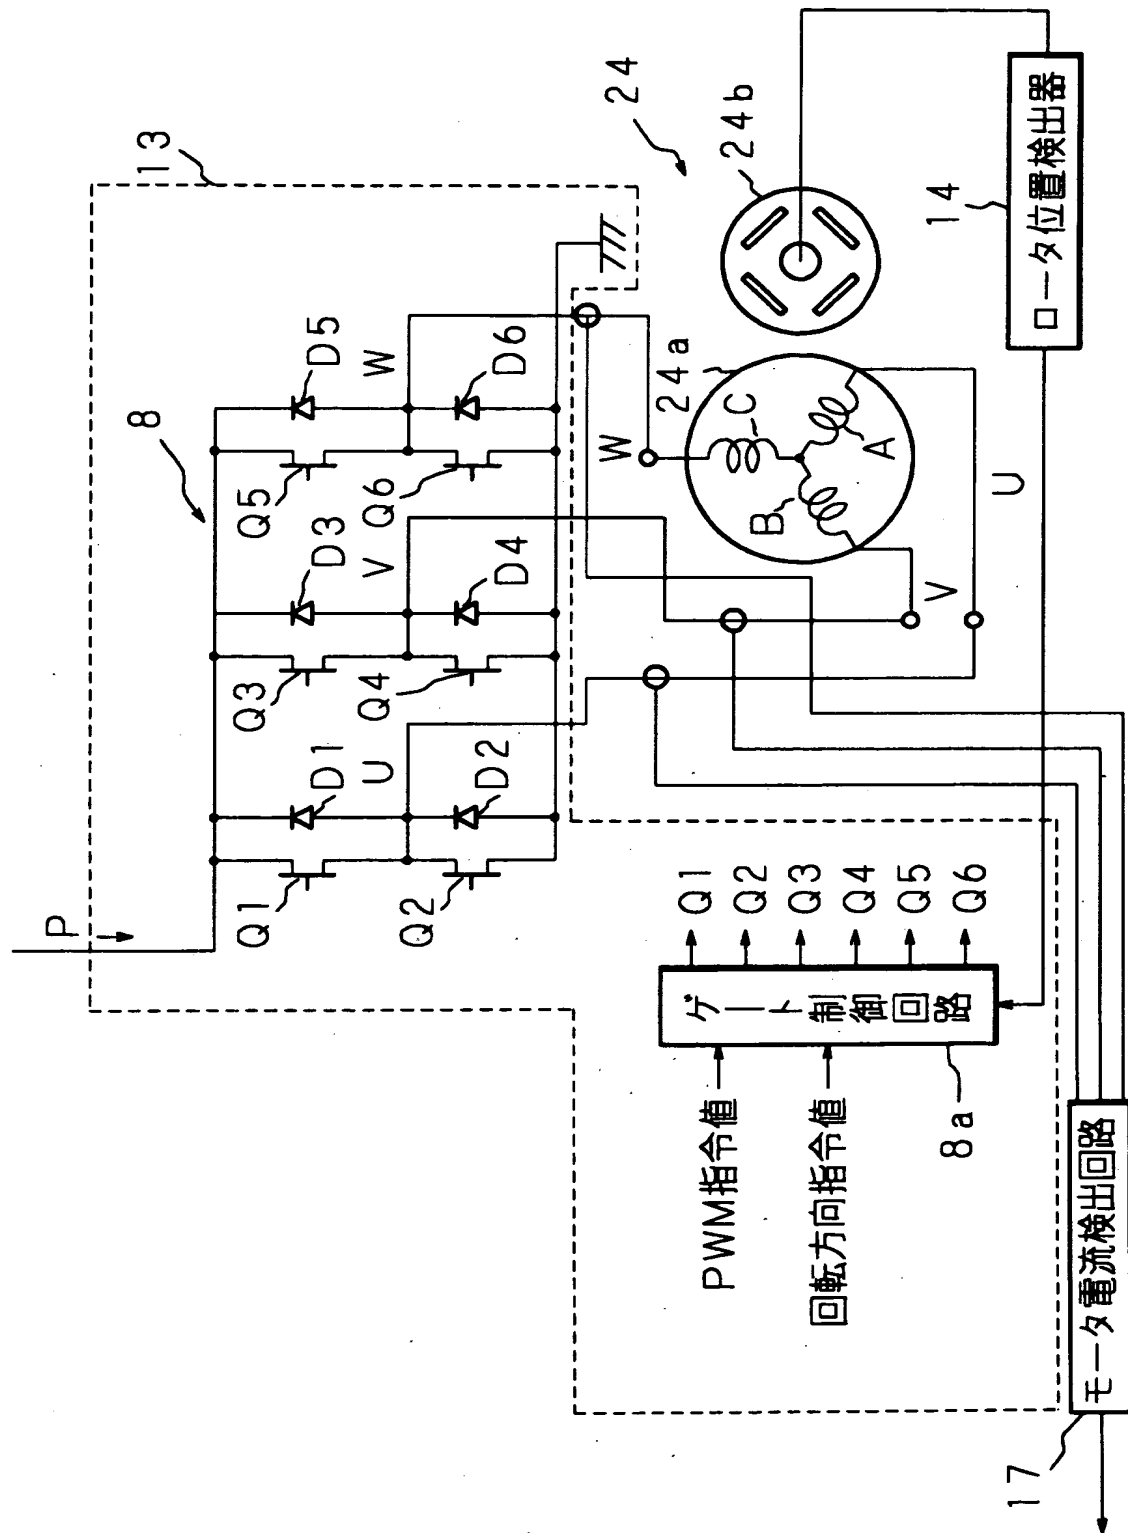 13
P
8
Q1
D1
Q3
D3
Q5
D5
U
V
W
Q2
D2
Q4
D4
Q6
D6
24
24a
24b
W
C
B
A
V
U
14
ロータ位置検出器
PWM指令値
回転方向指令値
ゲート制御回路
8a
Q1
Q2
Q3
Q4
Q5
Q6
17
モータ電流検出回路